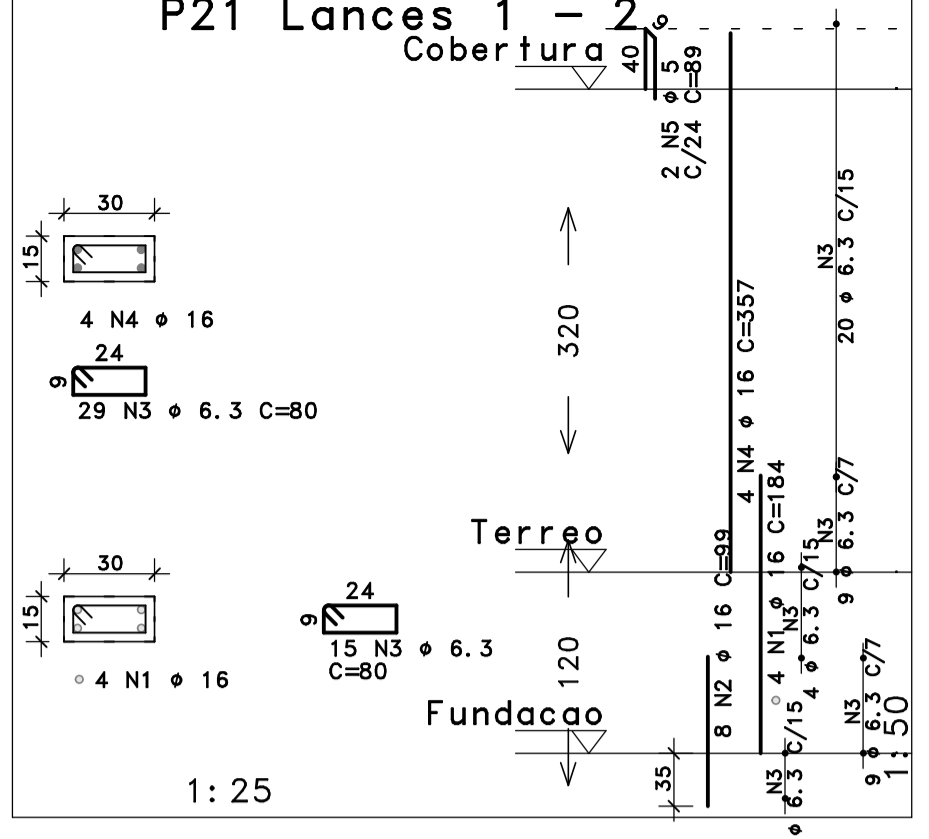 P21 Lances 1 - 2
Cobertura
40
6
2 N5 ϕ 5
C/24 C=89
30
15
4 N4 ϕ 16
24
9
29 N3 ϕ 6.3 C=80
320
4 N4 ϕ 16 C=357
N3
20 ϕ 6.3 C/15
Terreo
N3
9 ϕ 6.3 C/7
30
15
4 N1 ϕ 16
24
9
15 N3 ϕ 6.3
C=80
120
8 N2 ϕ 16 C=99
4 N1 ϕ 16 C=184
N3
4 ϕ 6.3 C/15
N3
9 ϕ 6.3 C/7
Fundacao
35
N3
ϕ 6.3 C/15
1:25
1:50